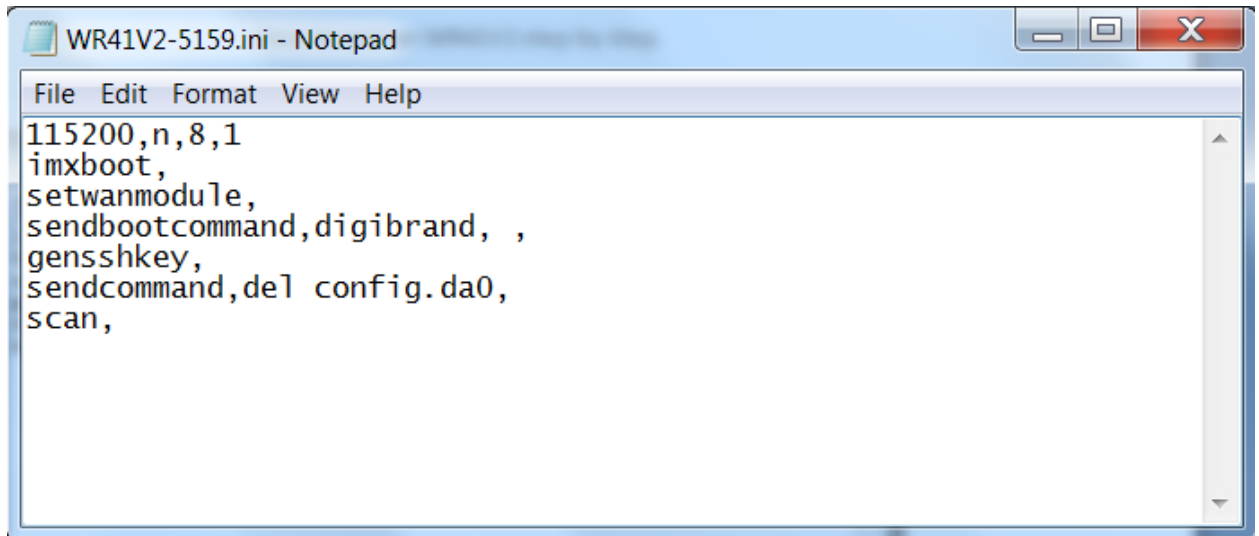 WR41V2-5159.ini - Notepad
File Edit Format View Help
115200,n,8,1
imxboot,
setwanmodule,
sendbootcommand,digibrand, ,
gensshkey,
sendcommand,del config.da0,
scan,